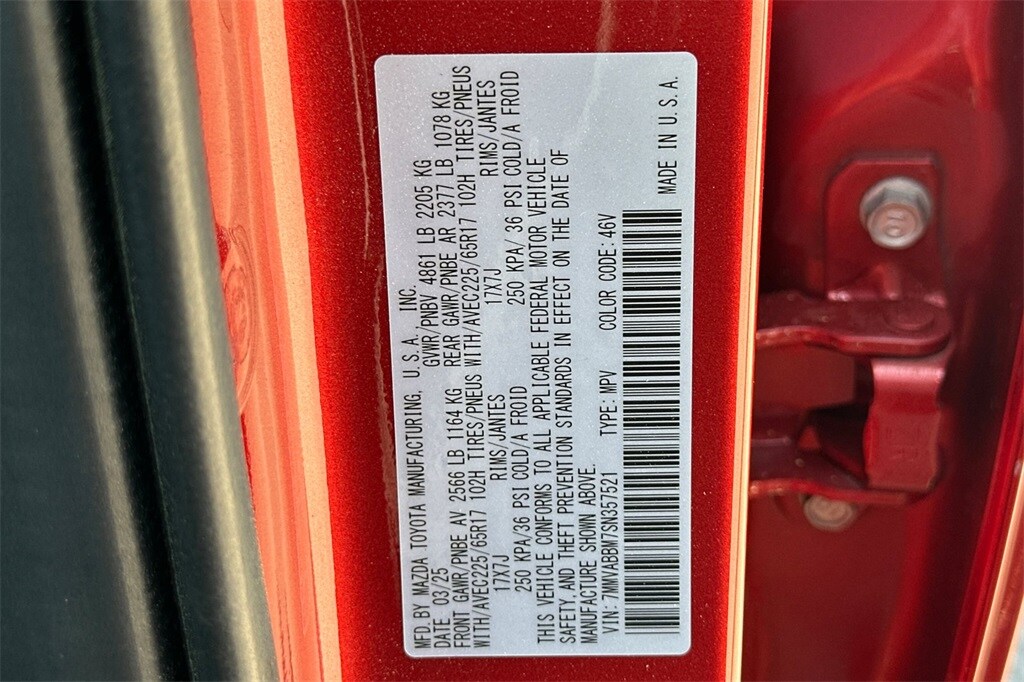 MFD.BY MAZDA TOYOTA MANUFACTURING, U.S.A., INC.
DATE 03/25 GVWR/PNBV 4861 LB 2205 KG
FRONT GAWR/PNBE AV 2566 LB 1164 KG REAR GAWR/PNBE AR 2377 LB 1078 KG
WITH/AVEC225/65R17 102H TIRES/PNEUS WITH/AVEC225/65R17 102H TIRES/PNEUS
17X7J RIMS/JANTES 17X7J RIMS/JANTES
250 KPA/36 PSI COLD/A FROID 250 KPA/ 36 PSI COLD/A FROID
THIS VEHICLE CONFORMS TO ALL APPLICABLE FEDERAL MOTOR VEHICLE
SAFETY,AND THEFT PREVENTION STANDARDS IN EFFECT ON THE DATE OF
MANUFACTURE SHOWN ABOVE.
VIN: 7MMVABBM7SN357521 TYPE: MPV COLOR CODE: 46V
MADE IN U.S.A.